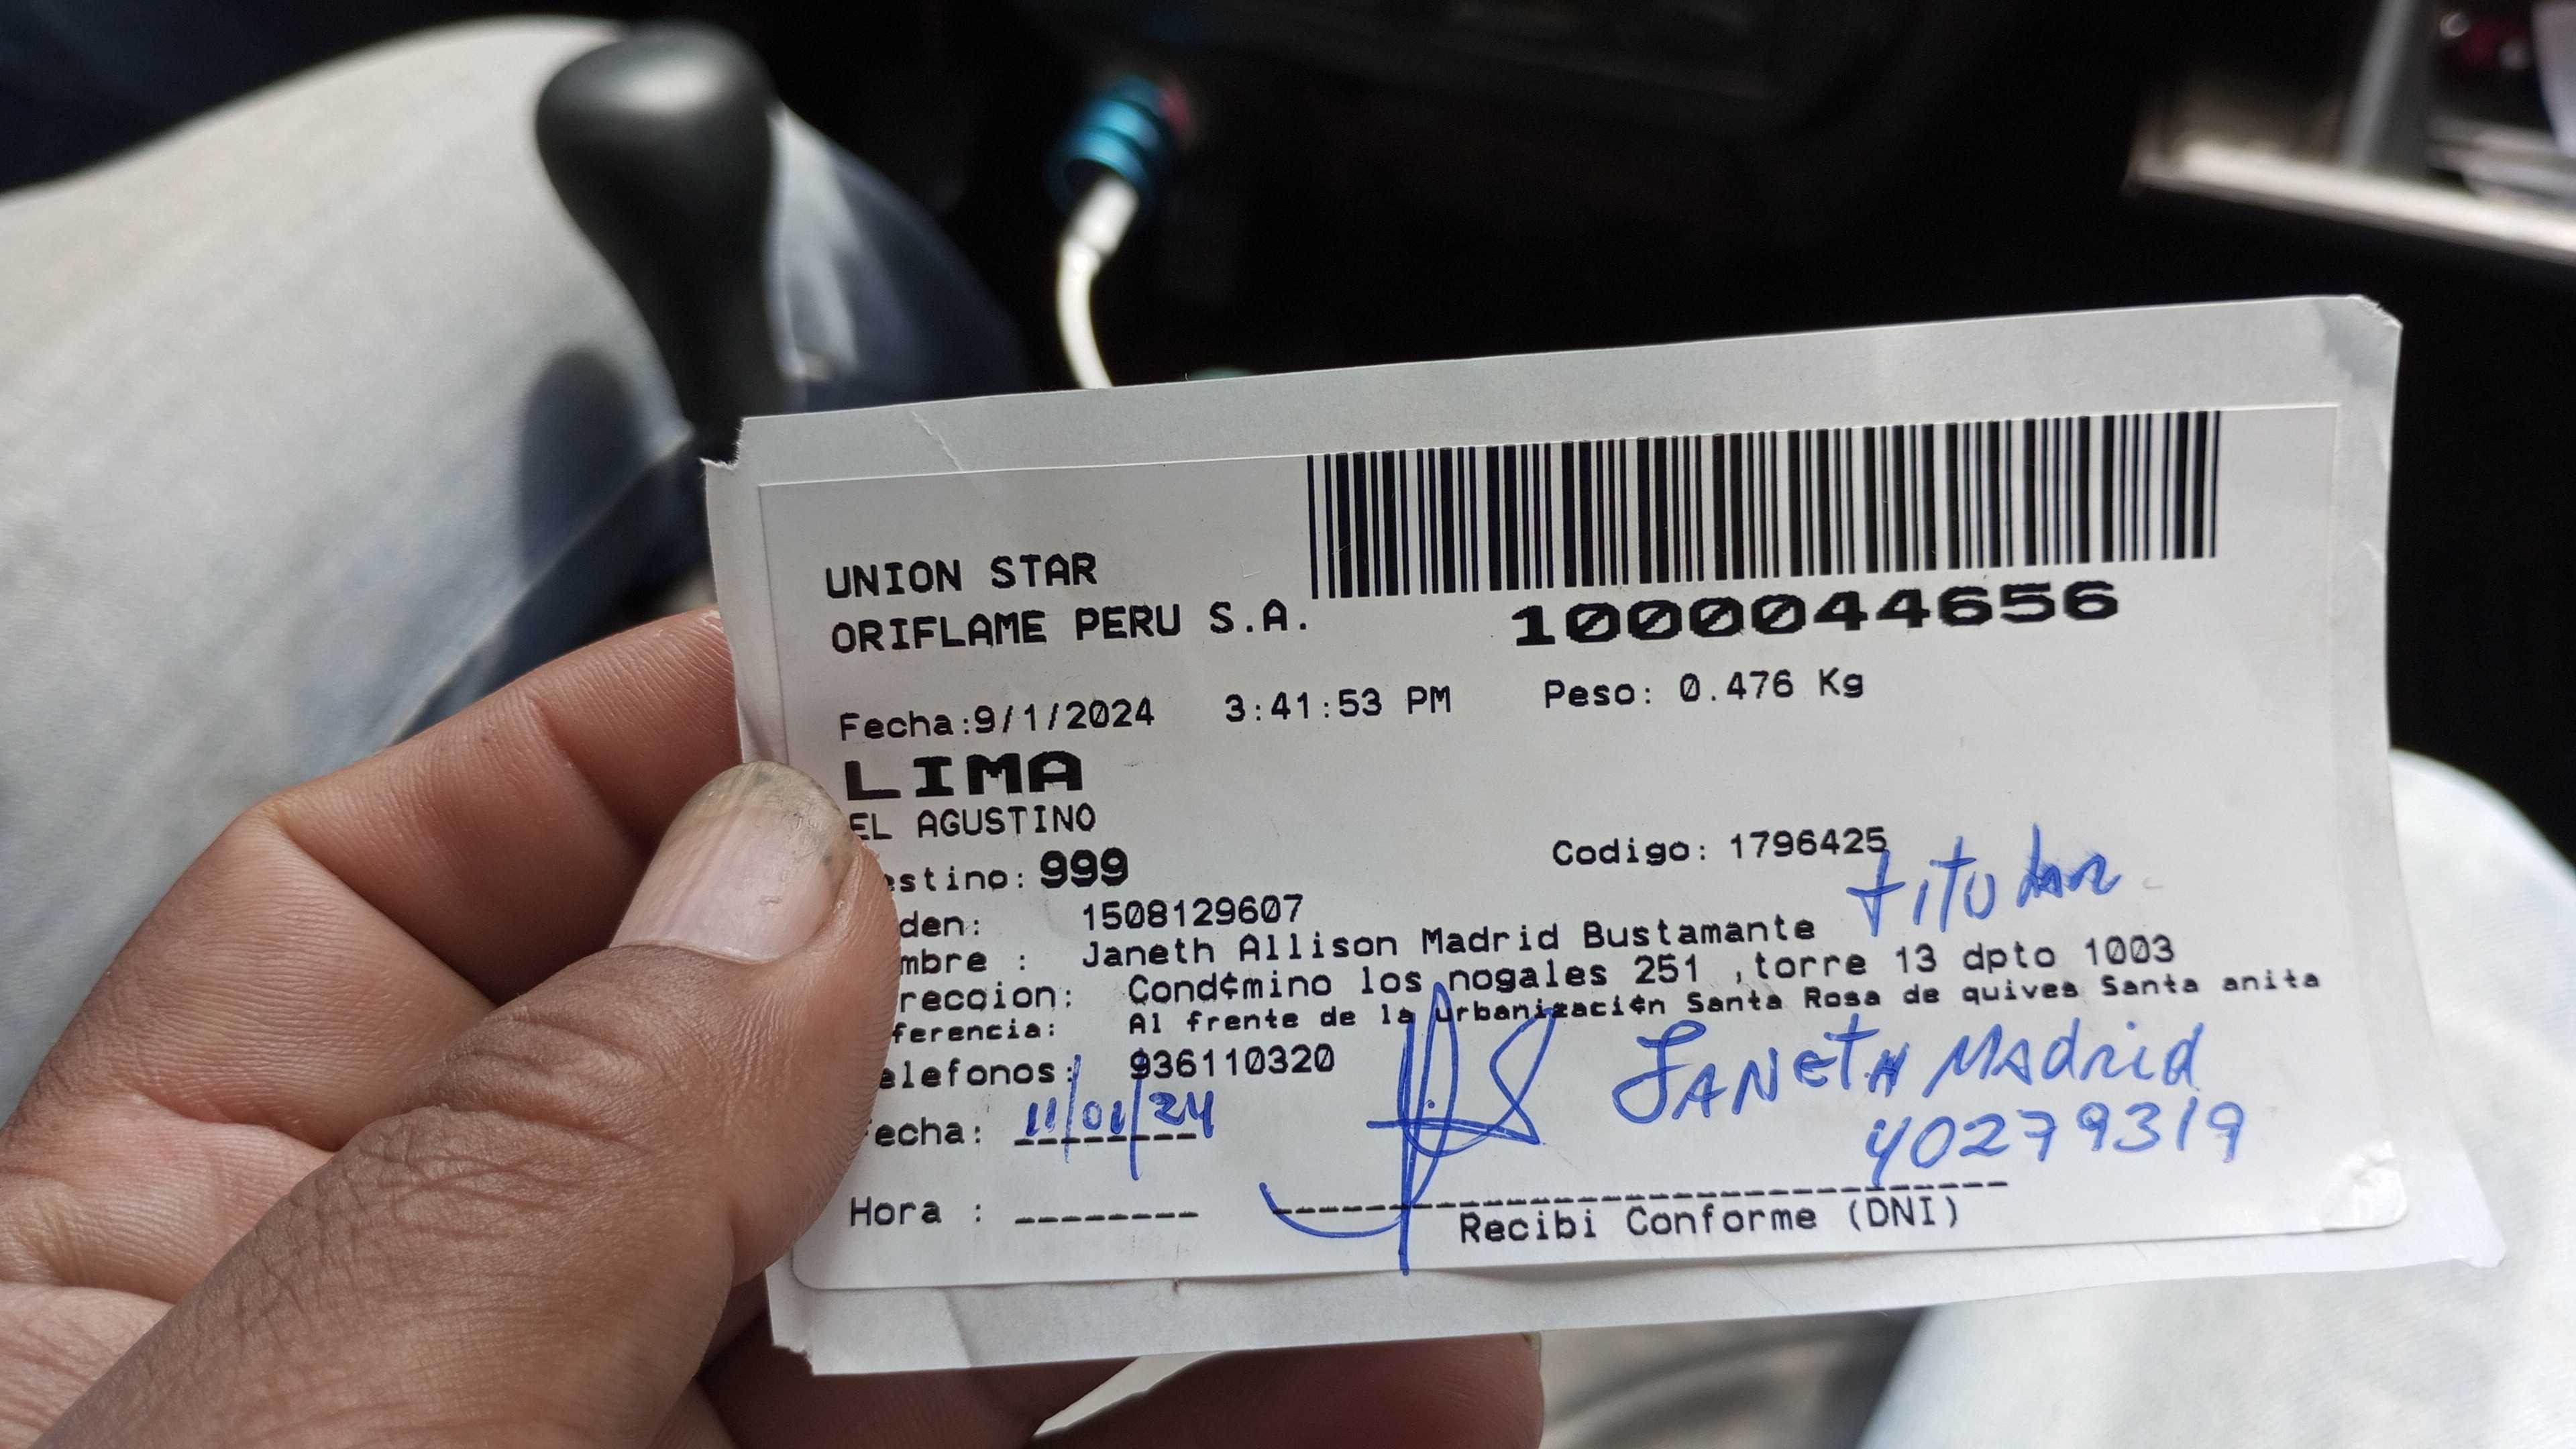 UNION STAR
ORIFLAME PERU S.A.
1000044656
Fecha:9/1/2024 3:41:53 PM Peso: 0.476 Kg
LIMA
EL AGUSTINO
estino: 999 Codigo: 1796425
den: 1508129607 titular
mbre : Janeth Allison Madrid Bustamante
reccion: Cond¢mino los nogales 251 ,torre 13 dpto 1003
ferencia: Al frente de la urbanizaci¢n Santa Rosa de quives Santa anita
elefonos: 936110320
JANETH MAdrid
echa: 11/01/24 40279319
Hora :
Recibi Conforme (DNI)